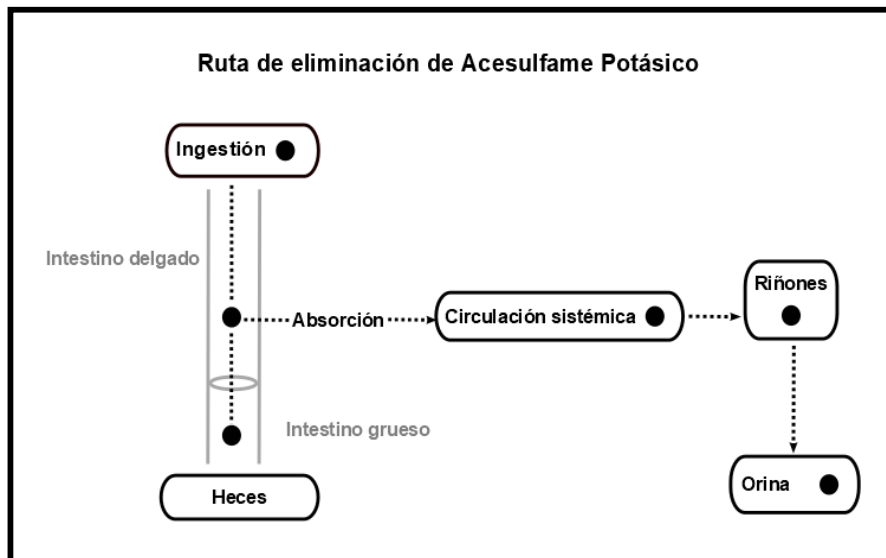 Ruta de eliminación de Acesulfame Potásico
Ingestión
Intestino delgado
Absorción
Circulación sistémica
Riñones
Intestino grueso
Heces
Orina